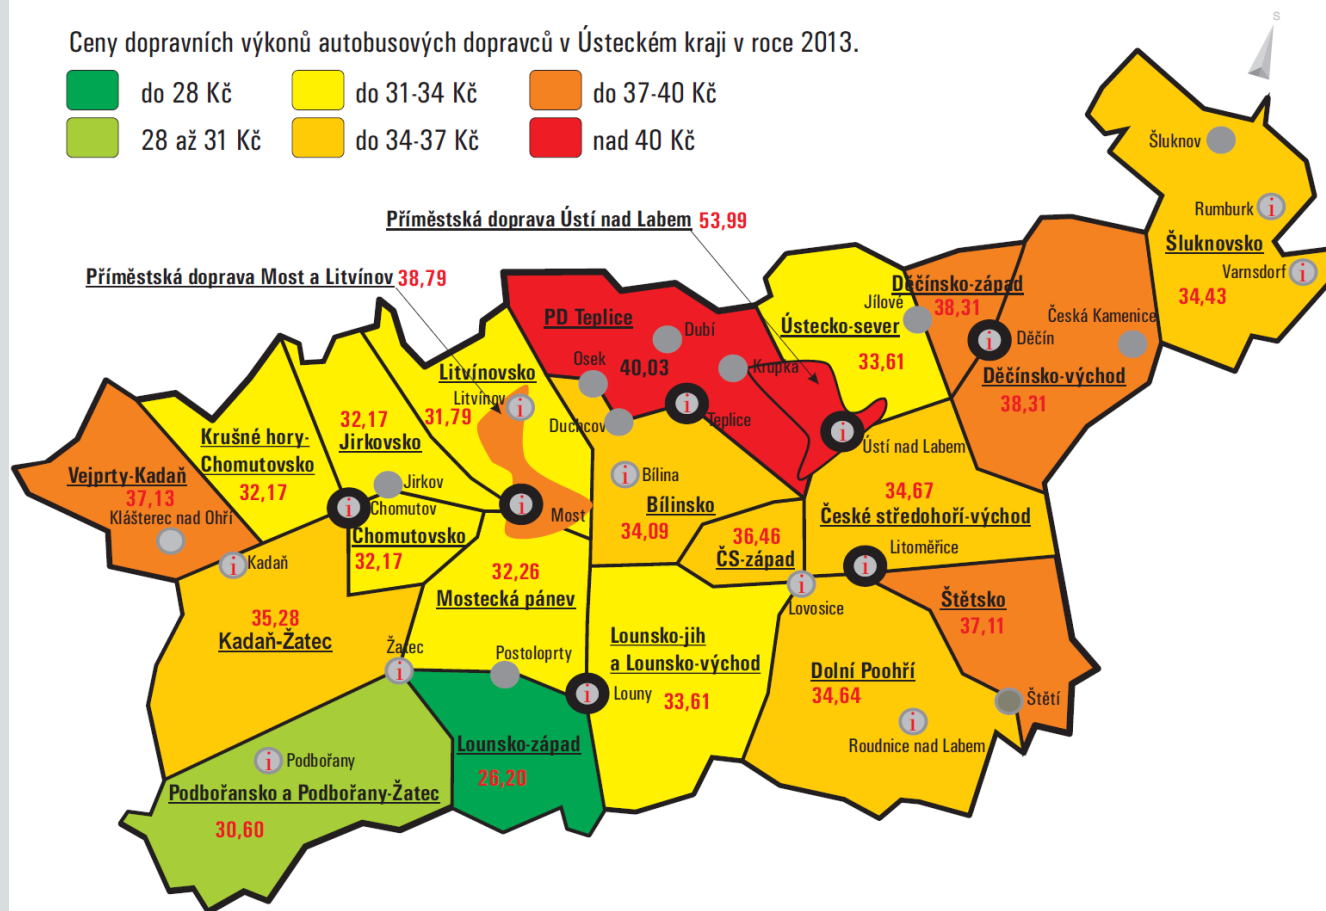 S
Ceny dopravních výkonů autobusových dopravců v Ústeckém kraji v roce 2013.
do 28 Kč
do 31-34 Kč
do 37-40 Kč
28 až 31 Kč
do 34-37 Kč
nad 40 Kč
Šluknov
Rumburk i
Šluknovsko
Varnsdorf i
34,43
Příměstská doprava Ústí nad Labem 53,99
Příměstská doprava Most a Litvínov 38,79
Děčínsko-západ
38,31
Jílové
Česká Kamenice
i Děčín
Děčínsko-východ
38,31
Ústecko-sever
33,61
PD Teplice
Dubí
Osek
40,03
Krupka
i
Teplice
Duchcov
i
Ústí nad Labem
Litvínovsko
Litvínov
i
31,79
32,17
Jirkovsko
Krušné hory-
Chomutovsko
32,17
Vejprty-Kadaň
37,13
Klášterec nad Ohří
Jirkov
i Chomutov
Chomutovsko
32,17
i Most
i Bílina
Bílinsko
34,09
36,46
ČS-západ
34,67
České středohoří-východ
Litoměřice
i
i
Lovosice
i Kadaň
35,28
Kadaň-Žatec
32,26
Mostecká pánev
Žatec
i
Postoloprty
Lounsko-jih
a Lounsko-východ
33,61
i Louny
Štětsko
37,11
Štětí
Dolní Poohří
34,64
i
Roudnice nad Labem
Lounsko-západ
26,20
i Podbořany
Podbořansko a Podbořany-Žatec
30,60